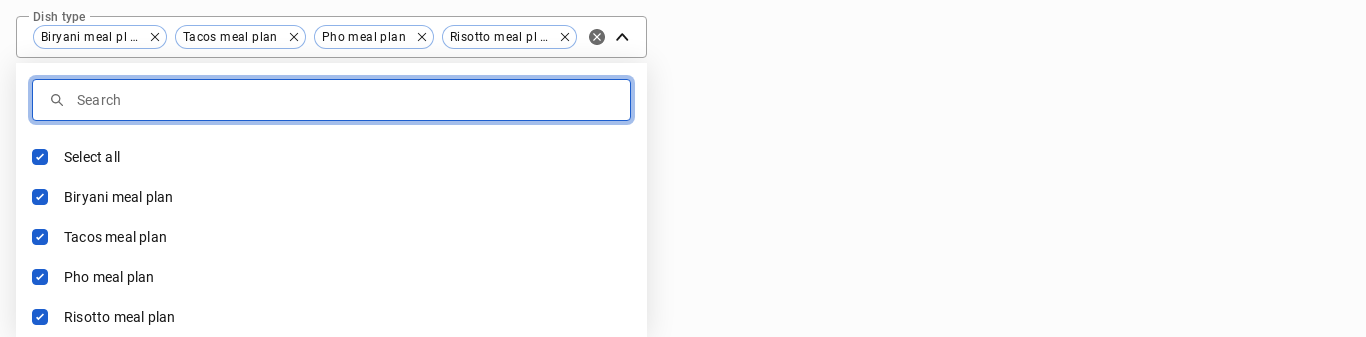 Dish type
Biryani meal pl ... Tacos meal plan Pho meal plan Risotto meal pl ...
Search
Select all
Biryani meal plan
Tacos meal plan
Pho meal plan
Risotto meal plan